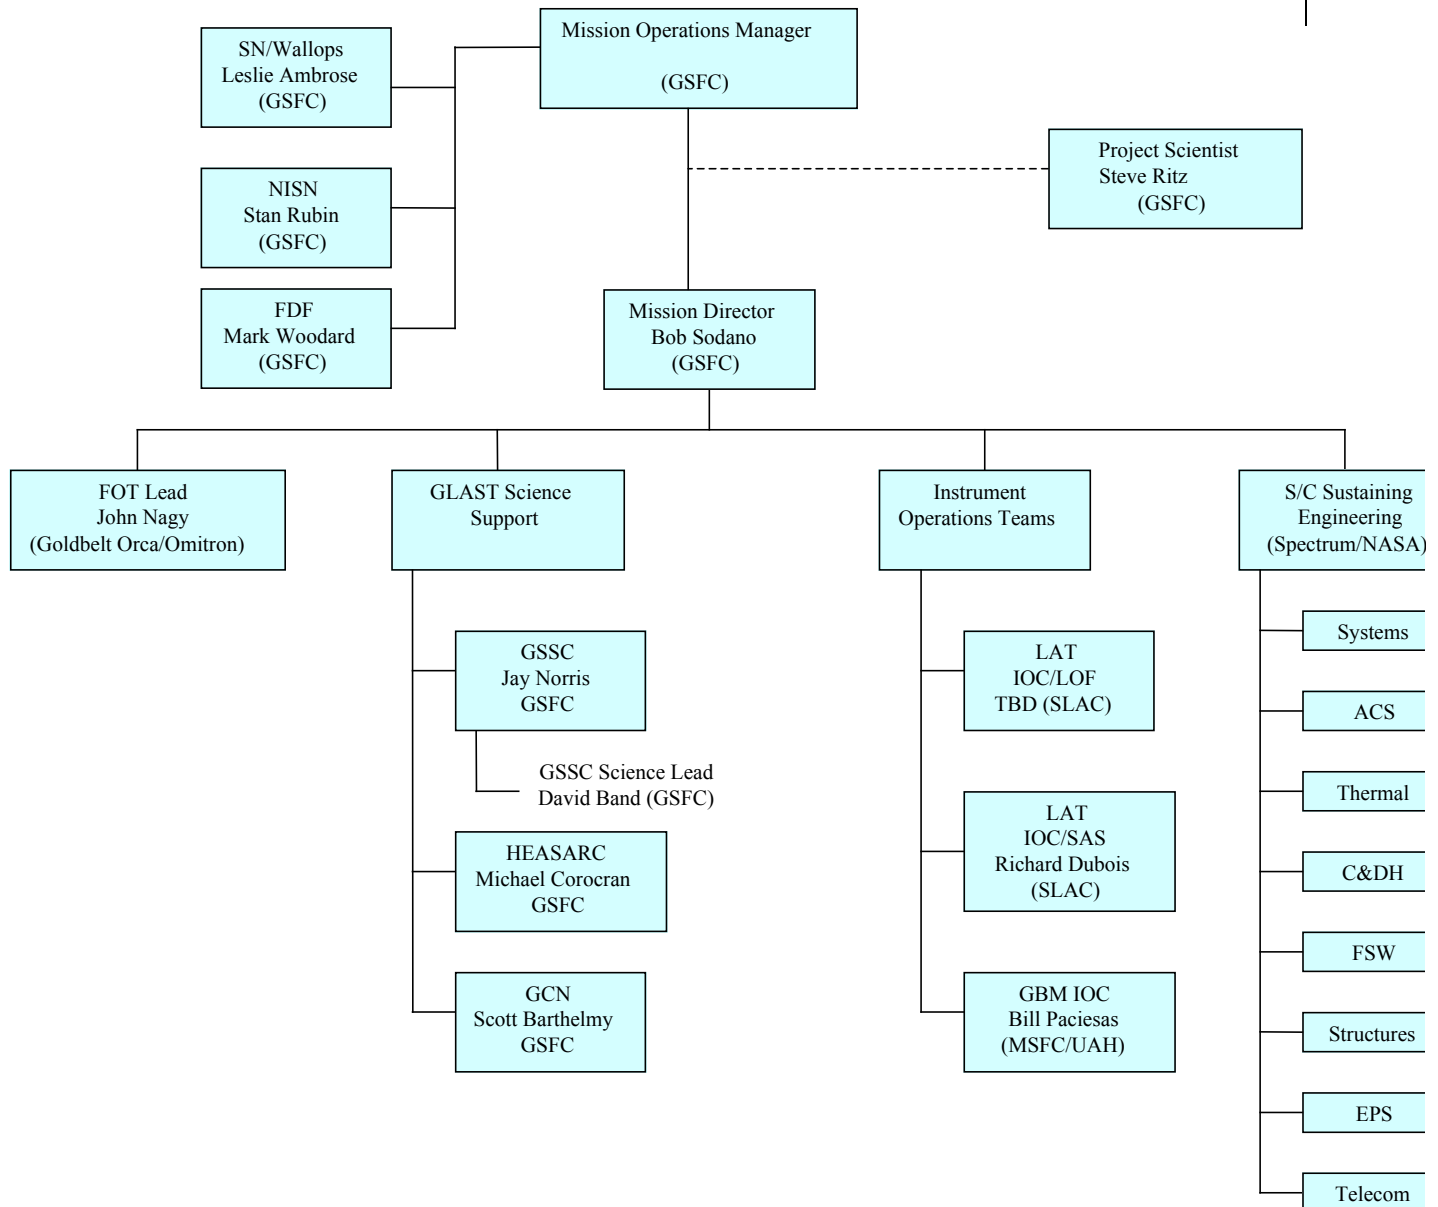 Mission Operations Manager
(GSFC)
SN/Wallops
Leslie Ambrose
(GSFC)
NISN
Stan Rubin
(GSFC)
FDF
Mark Woodard
(GSFC)
Project Scientist
Steve Ritz
(GSFC)
Mission Director
Bob Sodano
(GSFC)
FOT Lead
John Nagy
(Goldbelt Orca/Omitron)
GLAST Science
Support
GSSC
Jay Norris
GSFC
GSSC Science Lead
David Band (GSFC)
HEASARC
Michael Corocran
GSFC
GCN
Scott Barthelmy
GSFC
Instrument
Operations Teams
LAT
IOC/LOF
TBD (SLAC)
LAT
IOC/SAS
Richard Dubois
(SLAC)
GBM IOC
Bill Paciesas
(MSFC/UAH)
S/C Sustaining
Engineering
(Spectrum/NASA)
Systems
ACS
Thermal
C&DH
FSW
Structures
EPS
Telecom